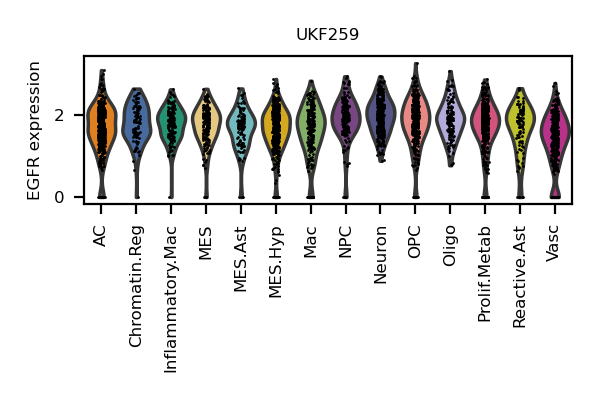 UKF259
EGFR expression
2
0
AC
Chromatin.Reg
Inflammatory.Mac
MES
MES.Ast
MES.Hyp
Mac
NPC
Neuron
OPC
Oligo
Prolif.Metab
Reactive.Ast
Vasc